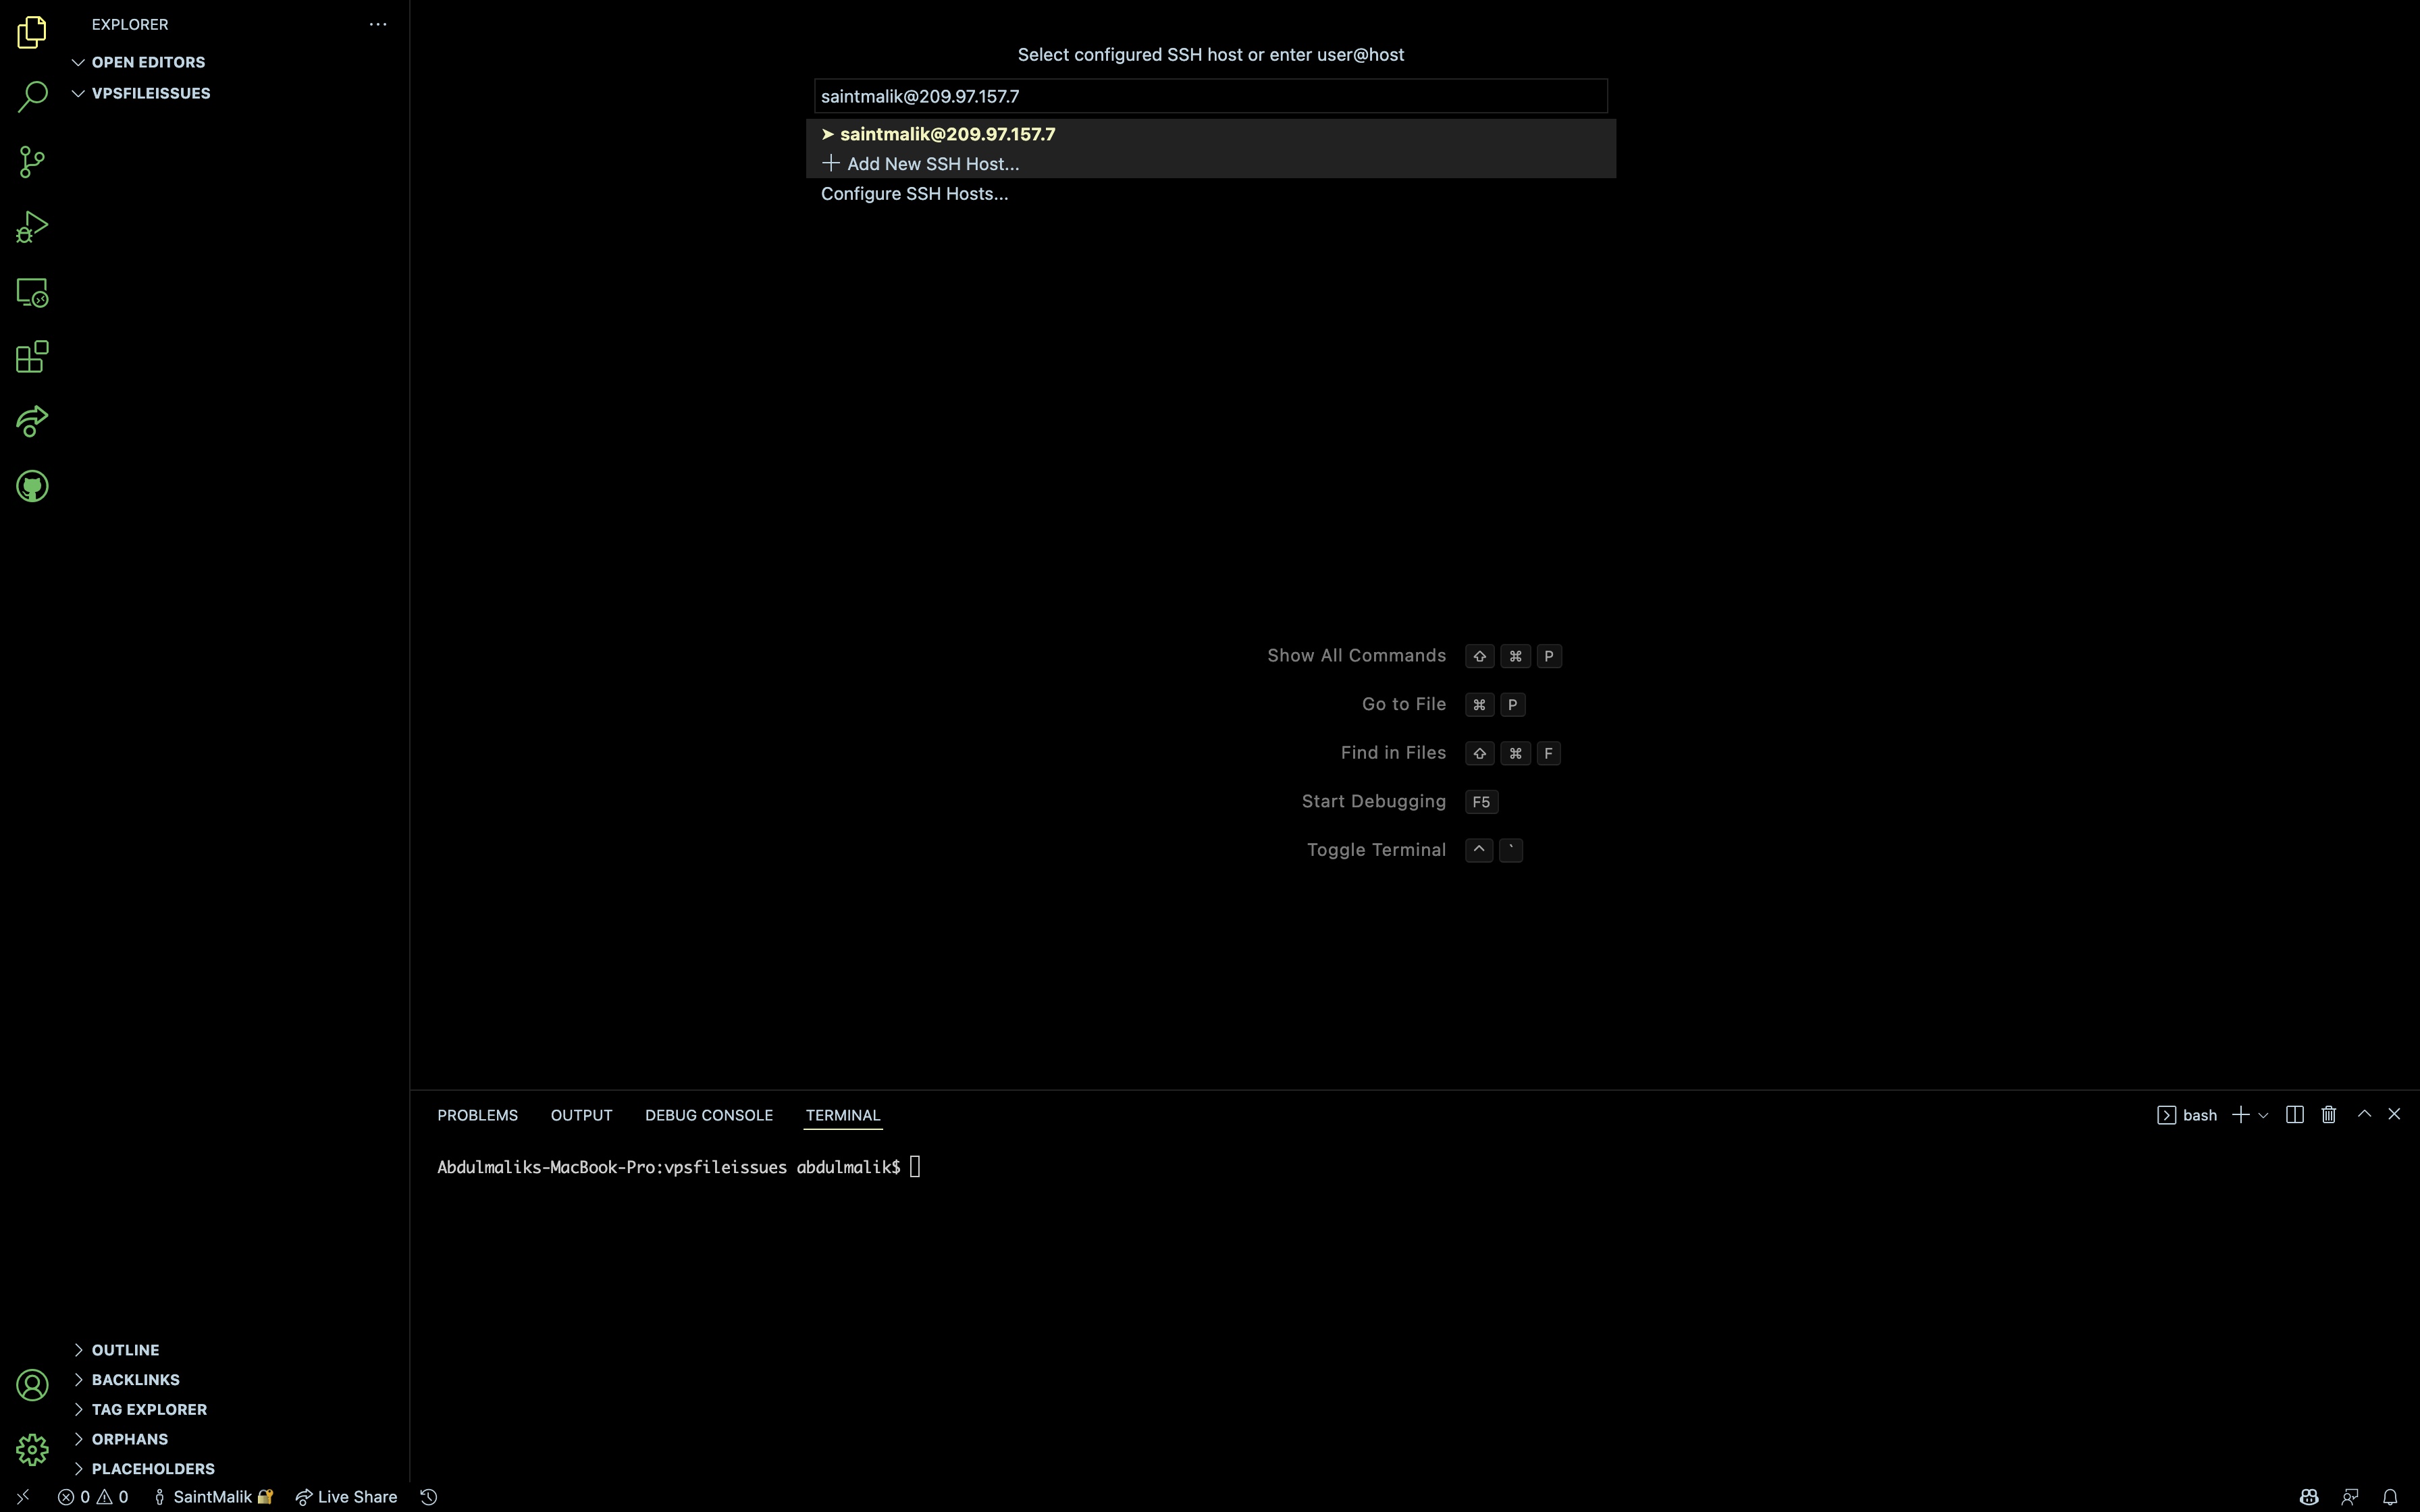 EXPLORER
OPEN EDITORS
VPSFILEISSUES
Select configured SSH host or enter user@host
saintmalik@209.97.157.7
➤ saintmalik@209.97.157.7
+ Add New SSH Host...
Configure SSH Hosts...
Show All Commands ⇧ ⌘ P
Go to File ⌘ P
Find in Files ⇧ ⌘ F
Start Debugging F5
Toggle Terminal ^ `
PROBLEMS OUTPUT DEBUG CONSOLE TERMINAL bash
Abdulmaliks-MacBook-Pro:vpsfileissues abdulmalik$
OUTLINE
BACKLINKS
TAG EXPLORER
ORPHANS
PLACEHOLDERS
0 0 SaintMalik 🔐 Live Share